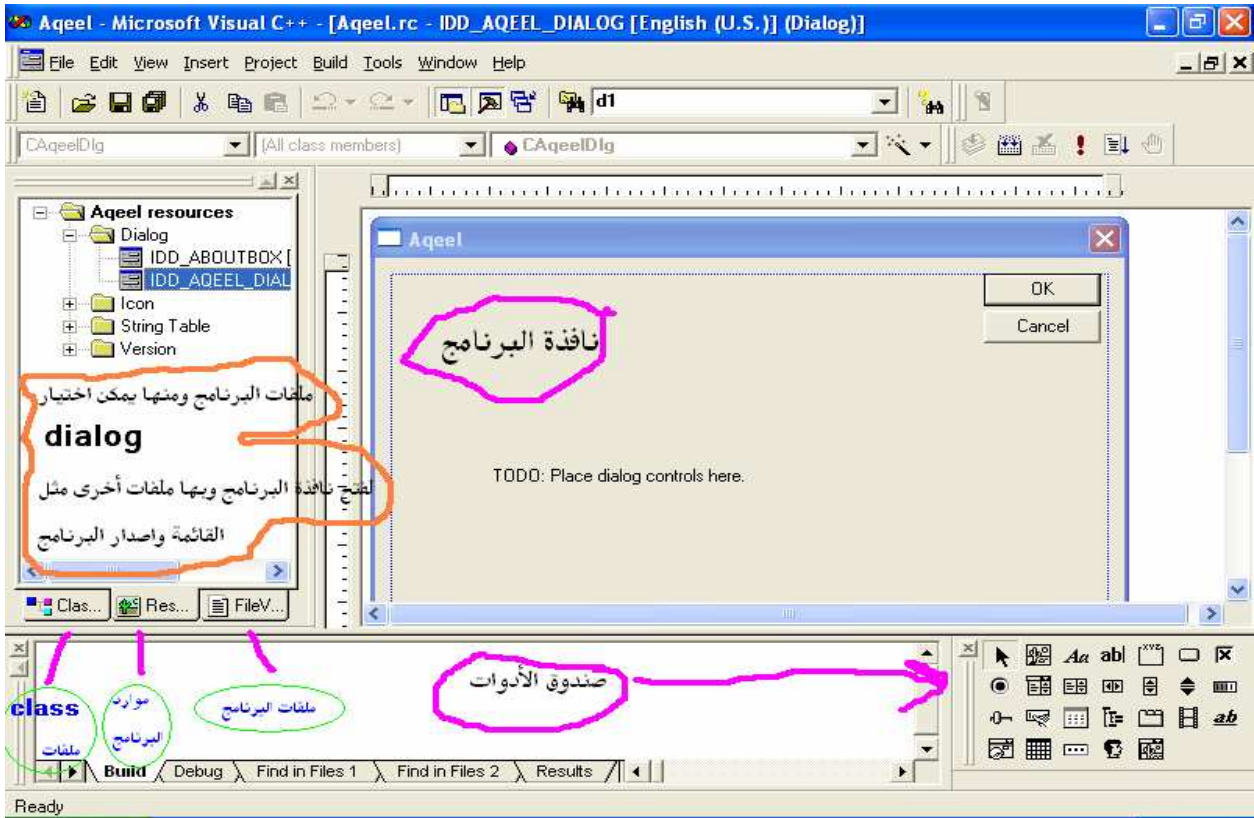 Aqeel - Microsoft Visual C++ - [Aqeel.rc - IDD_AQEEL_DIALOG [English (U.S.)] (Dialog)]
File Edit View Insert Project Build Tools Window Help
d1
CAqeelDlg (All class members) CAqeelDlg
Aqeel resources
Dialog
IDD_ABOUTBOX [
IDD_AQEEL_DIAL
Icon
String Table
Version
ملفات البرنامج ومنها يمكن اختيار
dialog
لفتح نافذة البرنامج وبها ملفات أخرى مثل
القائمة واصدار البرنامج
Clas... Res... FileV...
Aqeel
OK
Cancel
نافذة البرنامج
TODO: Place dialog controls here.
class
ملفات
موارد
البرنامج
ملفات البرنامج
صندوق الأدوات
Aa ab| XYZ
ab
Build Debug Find in Files 1 Find in Files 2 Results
Ready